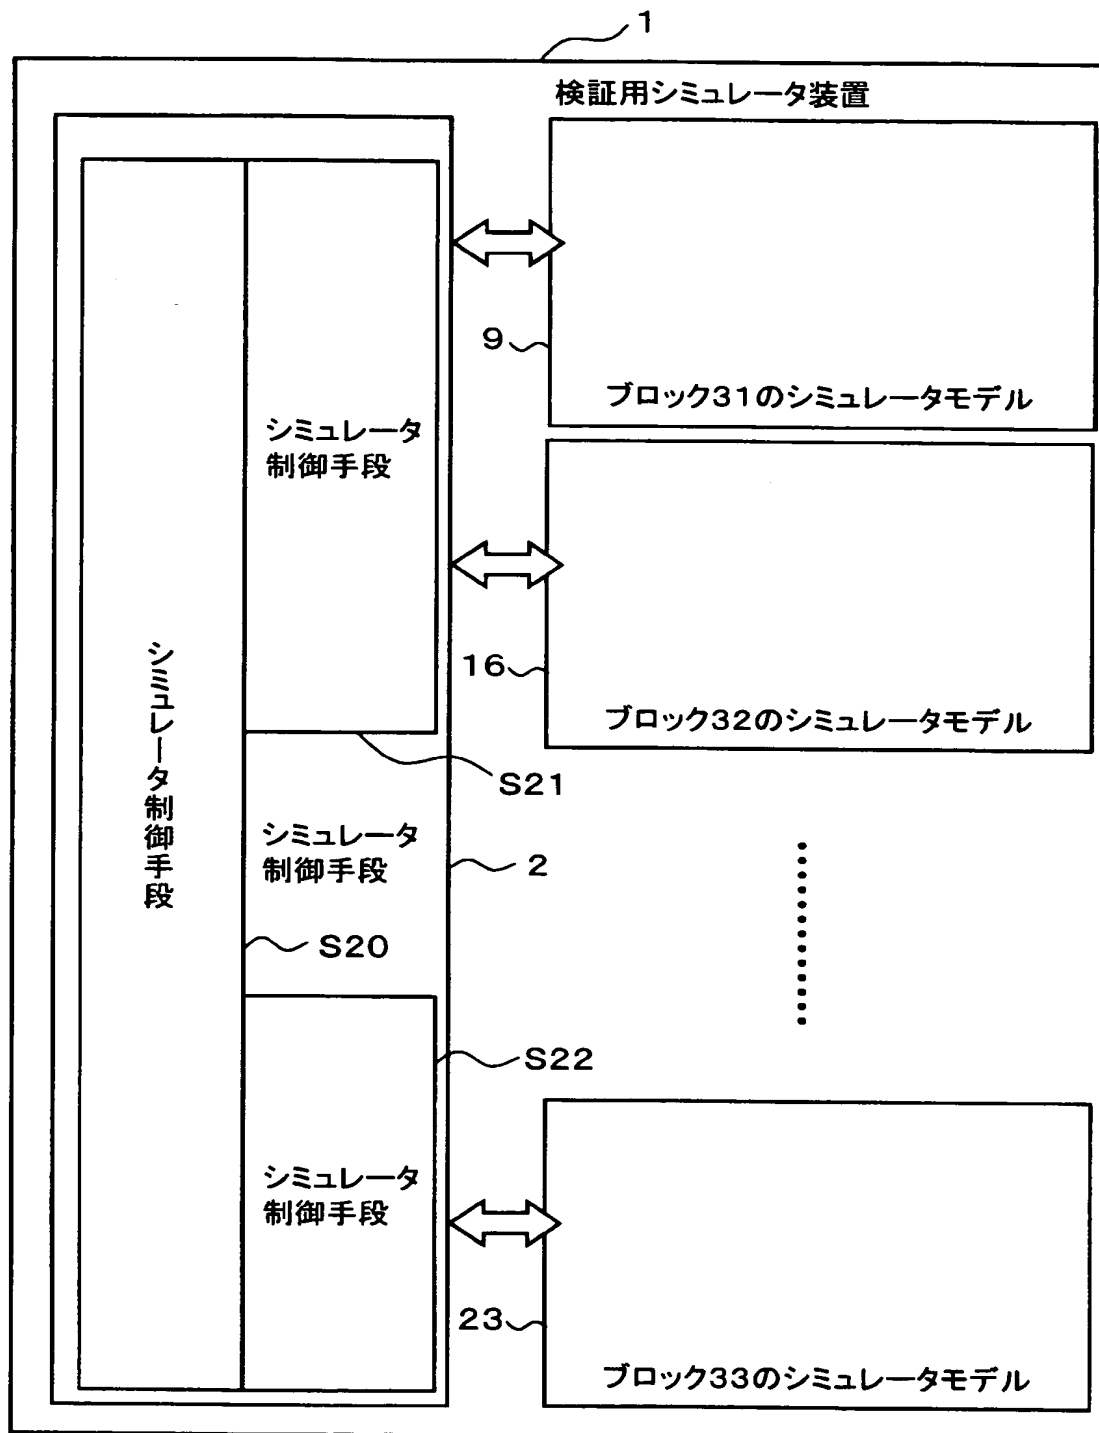 1
検証用シミュレータ装置
9
ブロック31のシミュレータモデル
シミュレータ
制御手段
16
ブロック32のシミュレータモデル
シミュレータ制御手段
S21
シミュレータ
制御手段
2
S20
S22
シミュレータ
制御手段
23
ブロック33のシミュレータモデル